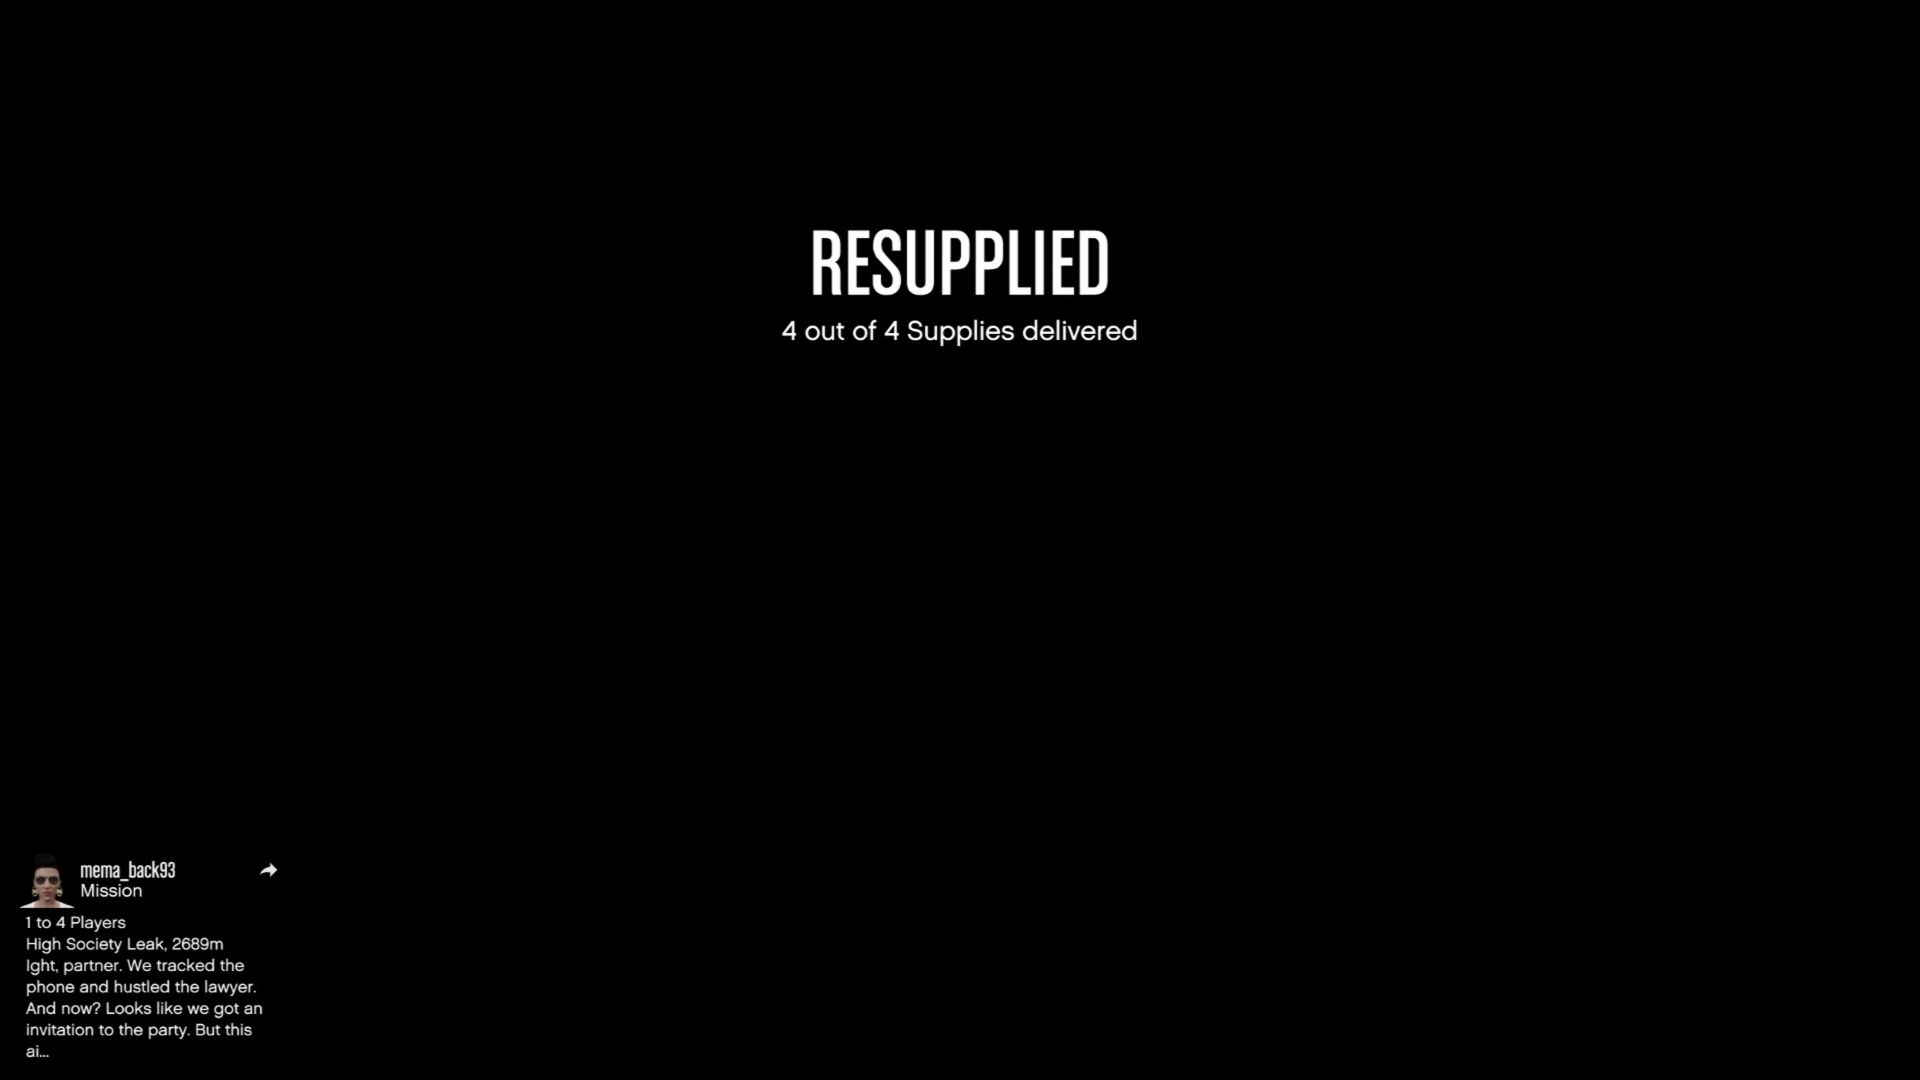 RESUPPLIED
4 out of 4 Supplies delivered
mema_back93
Mission
1 to 4 Players
High Society Leak, 2689m
Ight, partner. We tracked the
phone and hustled the lawyer.
And now? Looks like we got an
invitation to the party. But this
ai...